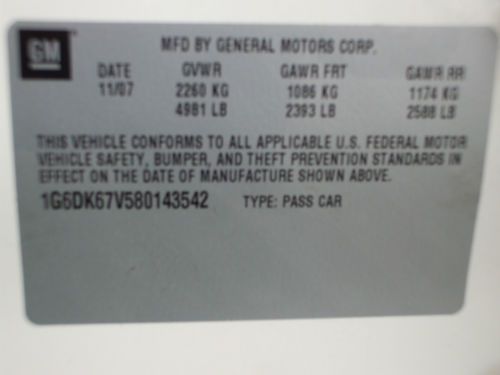 GM
MFD BY GENERAL MOTORS CORP.
DATE GVWR GAWR FRT GAWR RR
11/07 2260 KG 1086 KG 1174 KG
4981 LB 2393 LB 2588 LB
THIS VEHICLE CONFORMS TO ALL APPLICABLE U.S. FEDERAL MOTOR
VEHICLE SAFETY, BUMPER, AND THEFT PREVENTION STANDARDS IN
EFFECT ON THE DATE OF MANUFACTURE SHOWN ABOVE.
1G6DK67V580143542 TYPE: PASS CAR